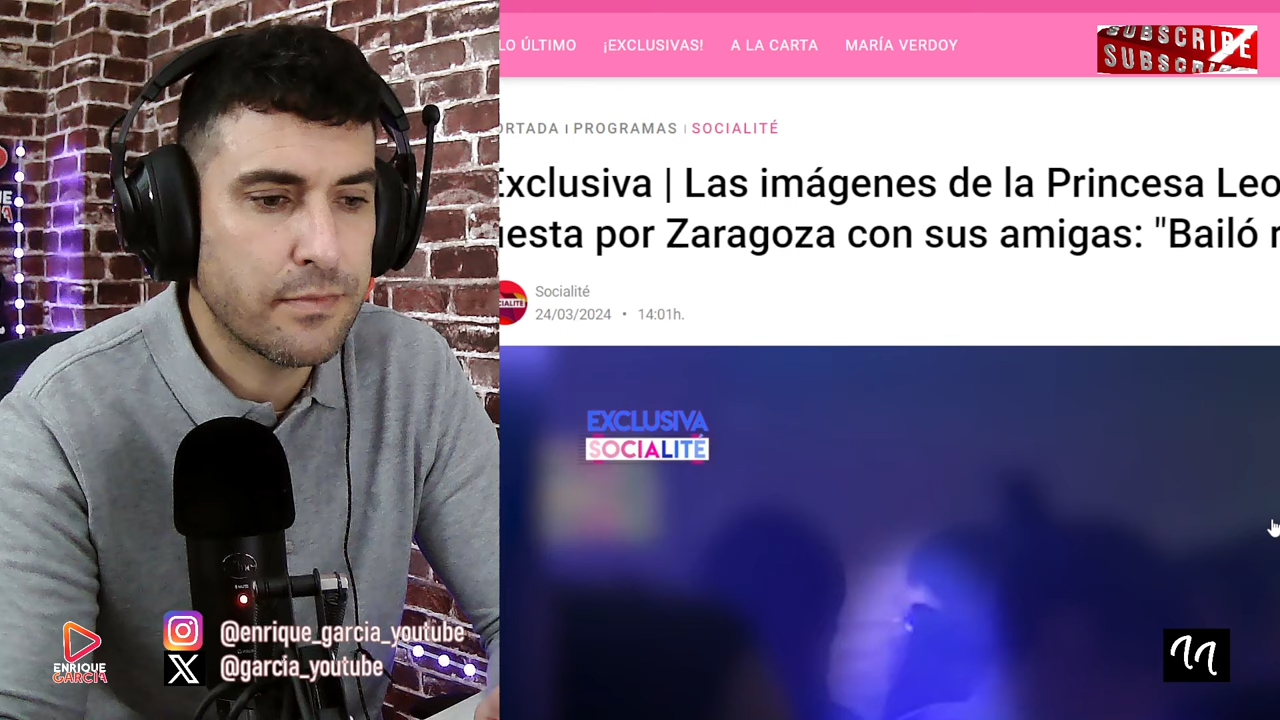 LO ÚLTIMO ¡EXCLUSIVAS! A LA CARTA MARÍA VERDOY
SUBSCRIBE
SUBSCRIBE
ORTADA | PROGRAMAS | SOCIALITÉ
Exclusiva | Las imágenes de la Princesa Leo
iesta por Zaragoza con sus amigas: "Bailó
Socialité
24/03/2024 • 14:01h.
EXCLUSIVA
SOCIALITÉ
@enrique_garcia_youtube
@garcia_youtube
ENRIQUE
GARCIA